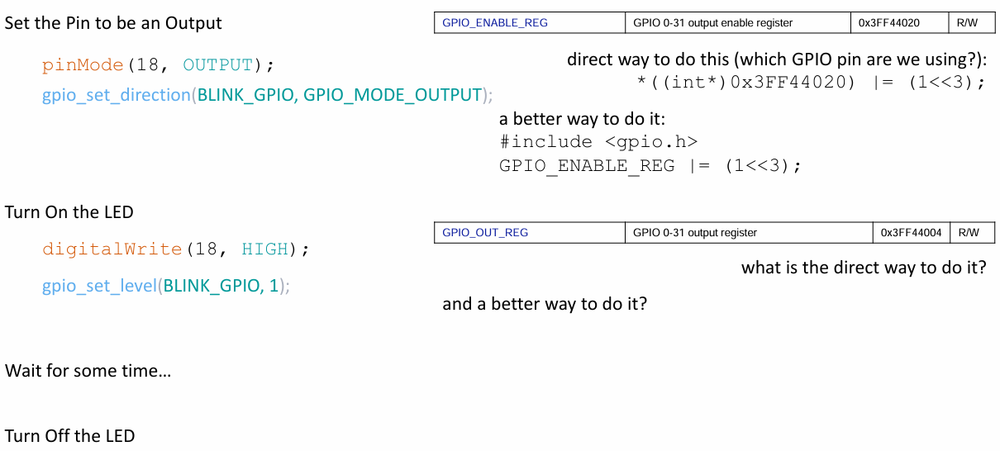 Set the Pin to be an Output
GPIO_ENABLE_REG GPIO 0-31 output enable register 0x3FF44020 R/W
pinMode(18, OUTPUT);
gpio_set_direction(BLINK_GPIO, GPIO_MODE_OUTPUT);
direct way to do this (which GPIO pin are we using?):
*((int*)0x3FF44020) |= (1<<3);
a better way to do it:
#include <gpio.h>
GPIO_ENABLE_REG |= (1<<3);
Turn On the LED
GPIO_OUT_REG GPIO 0-31 output register 0x3FF44004 R/W
digitalWrite(18, HIGH);
gpio_set_level(BLINK_GPIO, 1);
what is the direct way to do it?
and a better way to do it?
Wait for some time…
Turn Off the LED